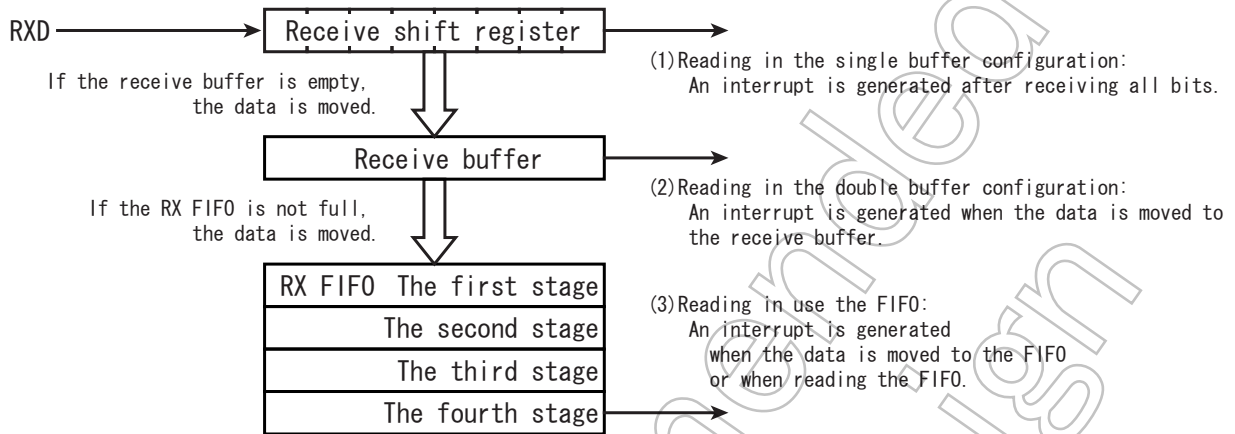 RXD
Receive shift register
(1)Reading in the single buffer configuration:
An interrupt is generated after receiving all bits.
If the receive buffer is empty,
the data is moved.
Receive buffer
(2)Reading in the double buffer configuration:
An interrupt is generated when the data is moved to
the receive buffer.
If the RX FIFO is not full,
the data is moved.
RX FIFO The first stage
The second stage
The third stage
The fourth stage
(3)Reading in use the FIFO:
An interrupt is generated
when the data is moved to the FIFO
or when reading the FIFO.